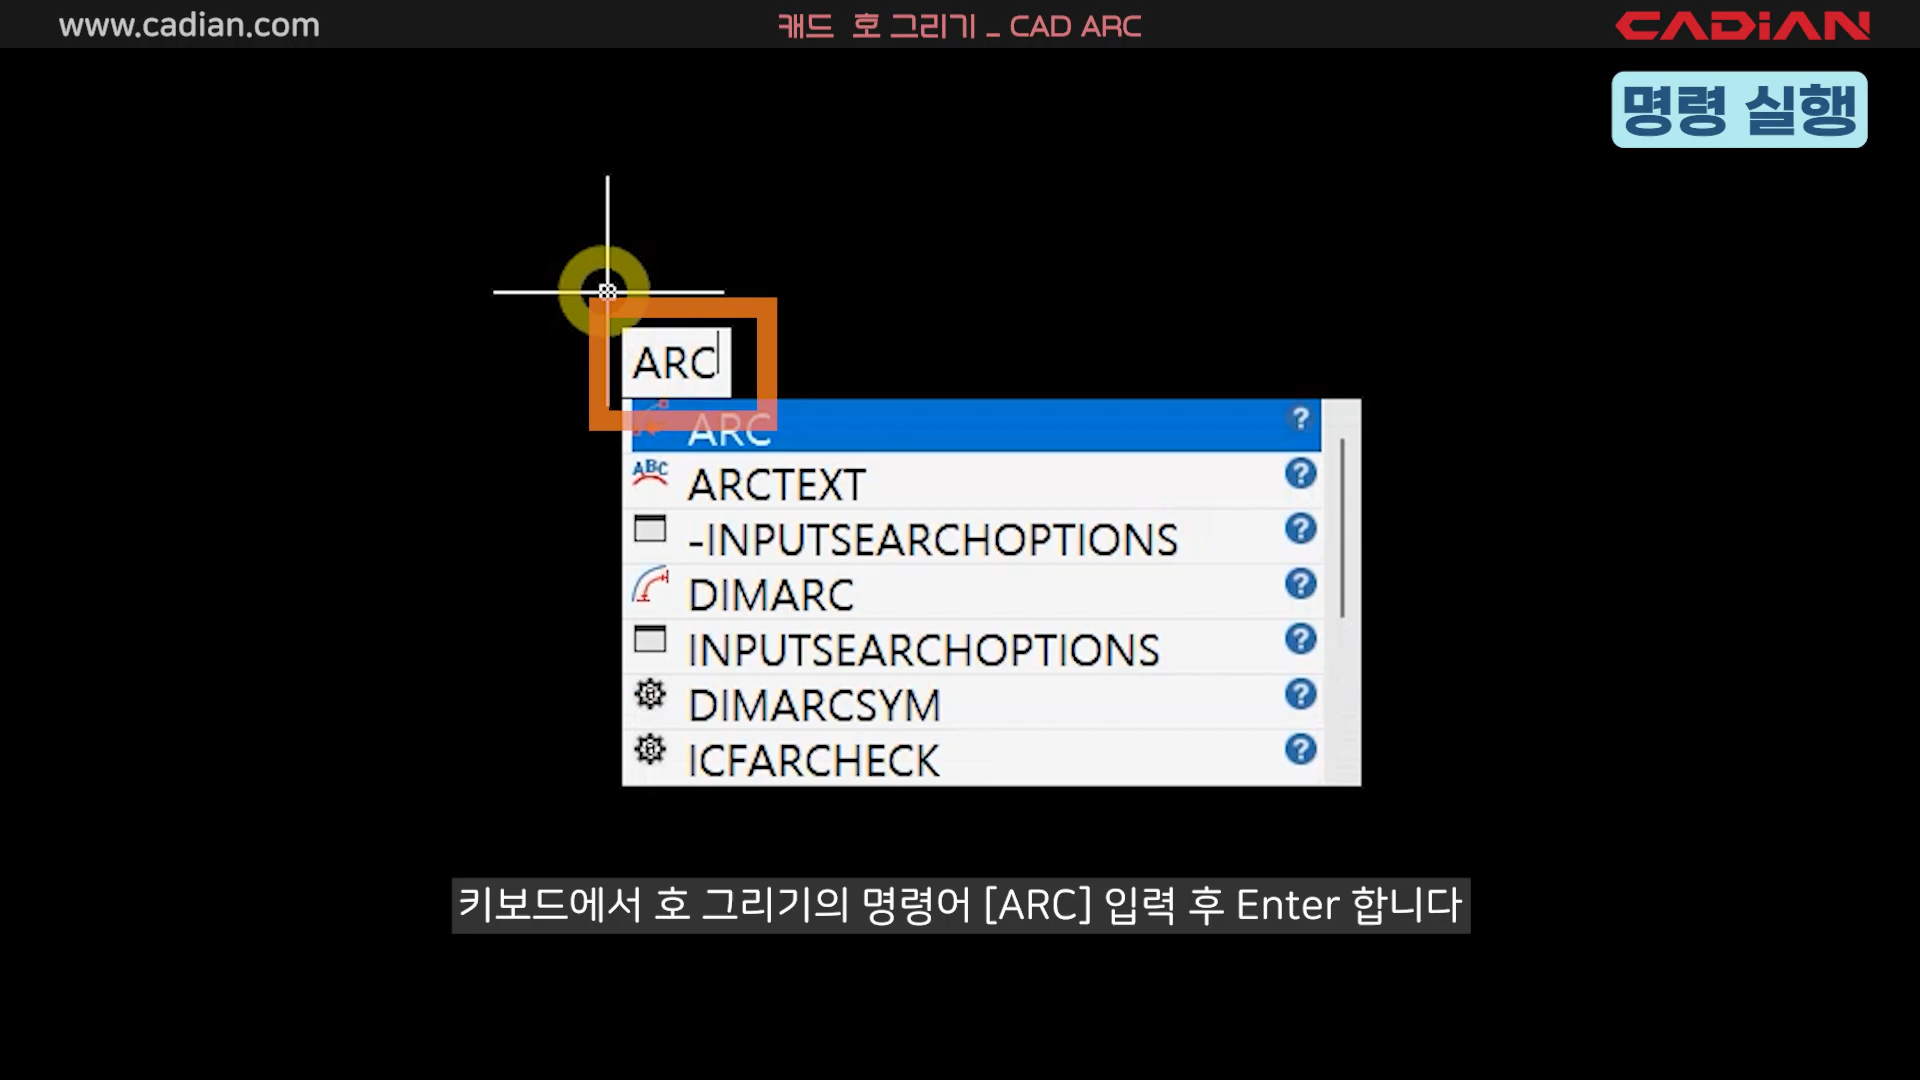 www.cadian.com
캐드 호 그리기 _ CAD ARC
CADIAN
명령 실행
ARC
ARC
ARCTEXT
-INPUTSEARCHOPTIONS
DIMARC
INPUTSEARCHOPTIONS
DIMARCSYM
ICFARCHECK
키보드에서 호 그리기의 명령어 [ARC] 입력 후 Enter 합니다